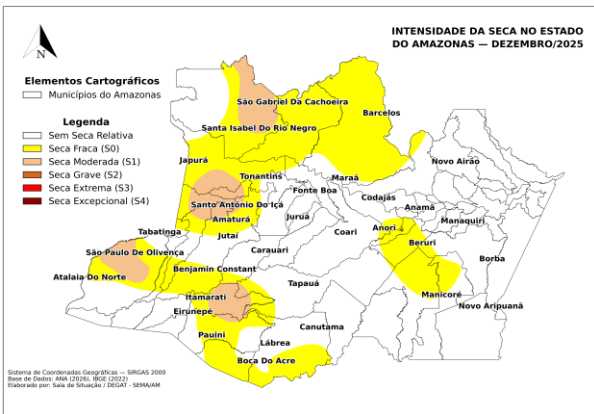 INTENSIDADE DA SECA NO ESTADO
DO AMAZONAS — DEZEMBRO/2025
N
Elementos Cartográficos
Municípios do Amazonas
Legenda
Sem Seca Relativa
Seca Fraca (S0)
Seca Moderada (S1)
Seca Grave (S2)
Seca Extrema (S3)
Seca Excepcional (S4)
São Gabriel Da Cachoeira
Barcelos
Santa Isabel Do Rio Negro
Japurá
Novo Airão
Tonantins
Maraã
Fonte Boa
Codajás
Santo Antônio Do Içá
Anamã
Amaturá
Juruá
Manaquiri
Tabatinga
Jutaí
Coari
Anori
Beruri
São Paulo De Olivença
Carauari
Borba
Atalaia Do Norte
Benjamin Constant
Tapauá
Itamarati
Manicoré
Eirunepé
Novo Aripuanã
Pauini
Canutama
Lábrea
Boca Do Acre
Sistema de Coordenadas Geográficas — SIRGAS 2000
Base de Dados: ANA (2026), IBGE (2022)
Elaborado por: Sala de Situação / DEGAT - SEMA/AM